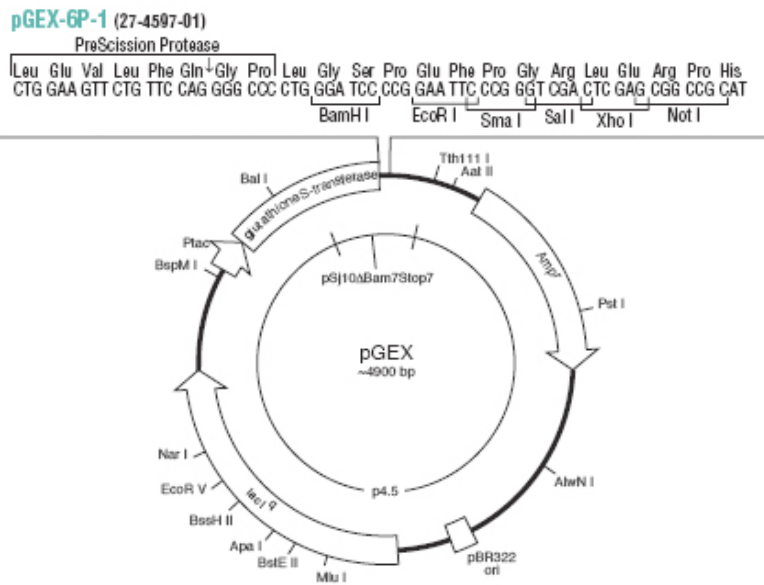 pGEX-6P-1 (27-4597-01)
PreScission Protease
Leu Glu Val Leu Phe Gln↓Gly Pro Leu Gly Ser Pro Glu Phe Pro Gly Arg Leu Glu Arg Pro His
CTG GAA GTT CTG TTC CAG GGG CCC CTG GGA TCC CCG GAA TTC CCG GGT CGA CTC GAG CGG CCG CAT
BamH I EcoR I Sma I Sal I Xho I Not I
Tth111 I
Aat II
Bal I
glutathione S-transferase
Ptac
BspM I
pSj10ΔBam7Stop7
Ampr
Pst I
pGEX
~4900 bp
Nar I
EcoR V
BssH II
Apa I
BstE II
Mlu I
p lacI
p4.5
AlwN I
pBR322
ori